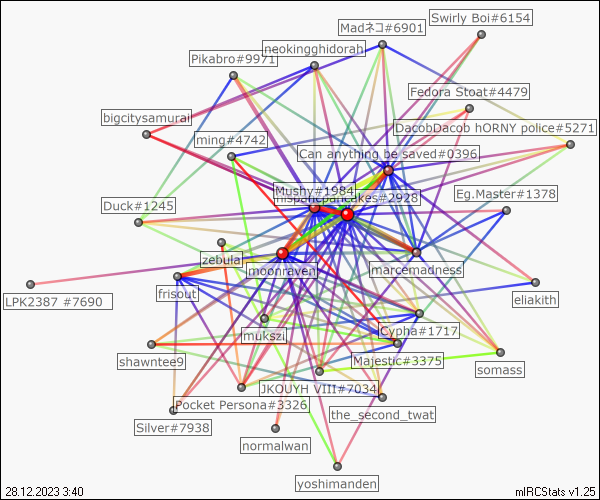 Swirly Boi#6154
Madネコ#6901
neokingghidorah
Pikabro#9971
Fedora Stoat#4479
bigcitysamurai
DacobDacob hORNY police#5271
ming#4742
Can anything be saved#0396
Mushy#1984
hispanicpancakes#2928
Eg.Master#1378
Duck#1245
zebula
moonraven
marcemadness
LPK2387 #7690
frisout
eliakith
Cypha#1717
mukszi
shawntee9
Majestic#3375
somass
JKOUYH VIII#7034
Pocket Persona#3326
the_second_twat
Silver#7938
normalwan
yoshimanden
28.12.2023 3:40
mIRCStats v1.25